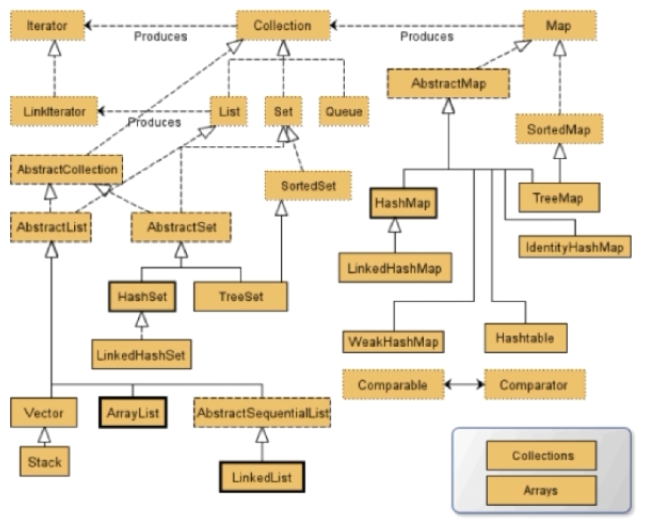 Iterator
Collection
Map
Produces
Produces
AbstractMap
LinkIterator
List
Set
Queue
Produces
SortedMap
AbstractCollection
SortedSet
HashMap
TreeMap
AbstractList
AbstractSet
IdentityHashMap
LinkedHashMap
HashSet
TreeSet
WeakHashMap
Hashtable
LinkedHashSet
Comparable
Comparator
Vector
ArrayList
AbstractSequentialList
Stack
LinkedList
Collections
Arrays